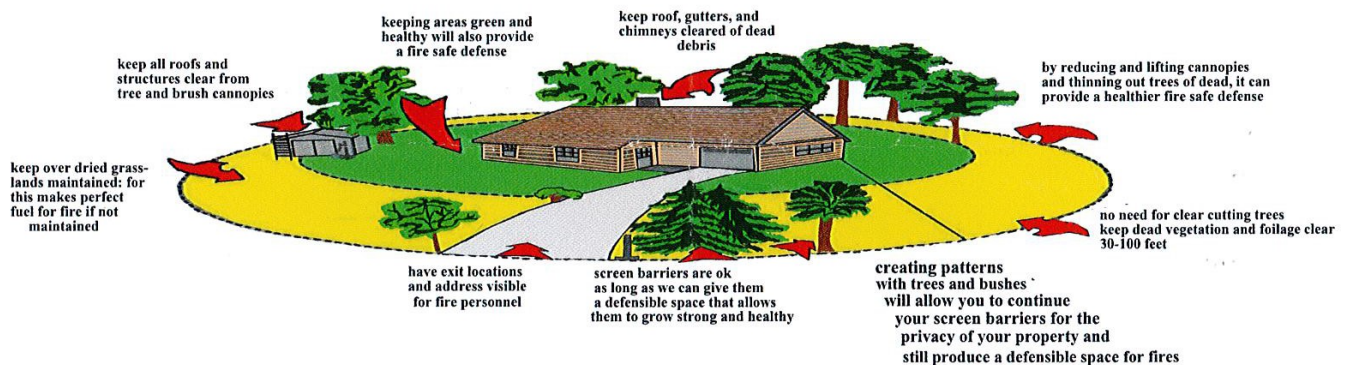 keeping areas green and
healthy will also provide
a fire safe defense
keep roof, gutters, and
chimneys cleared of dead
debris
keep all roofs and
structures clear from
tree and brush cannopies
by reducing and lifting cannopies
and thinning out trees of dead, it can
provide a healthier fire safe defense
keep over dried grass-
lands maintained: for
this makes perfect
fuel for fire if not
maintained
no need for clear cutting trees
keep dead vegetation and foilage clear
30-100 feet
have exit locations
and address visible
for fire personnel
screen barriers are ok
as long as we can give them
a defensible space that allows
them to grow strong and healthy
creating patterns
with trees and bushes
will allow you to continue
your screen barriers for the
privacy of your property and
still produce a defensible space for fires